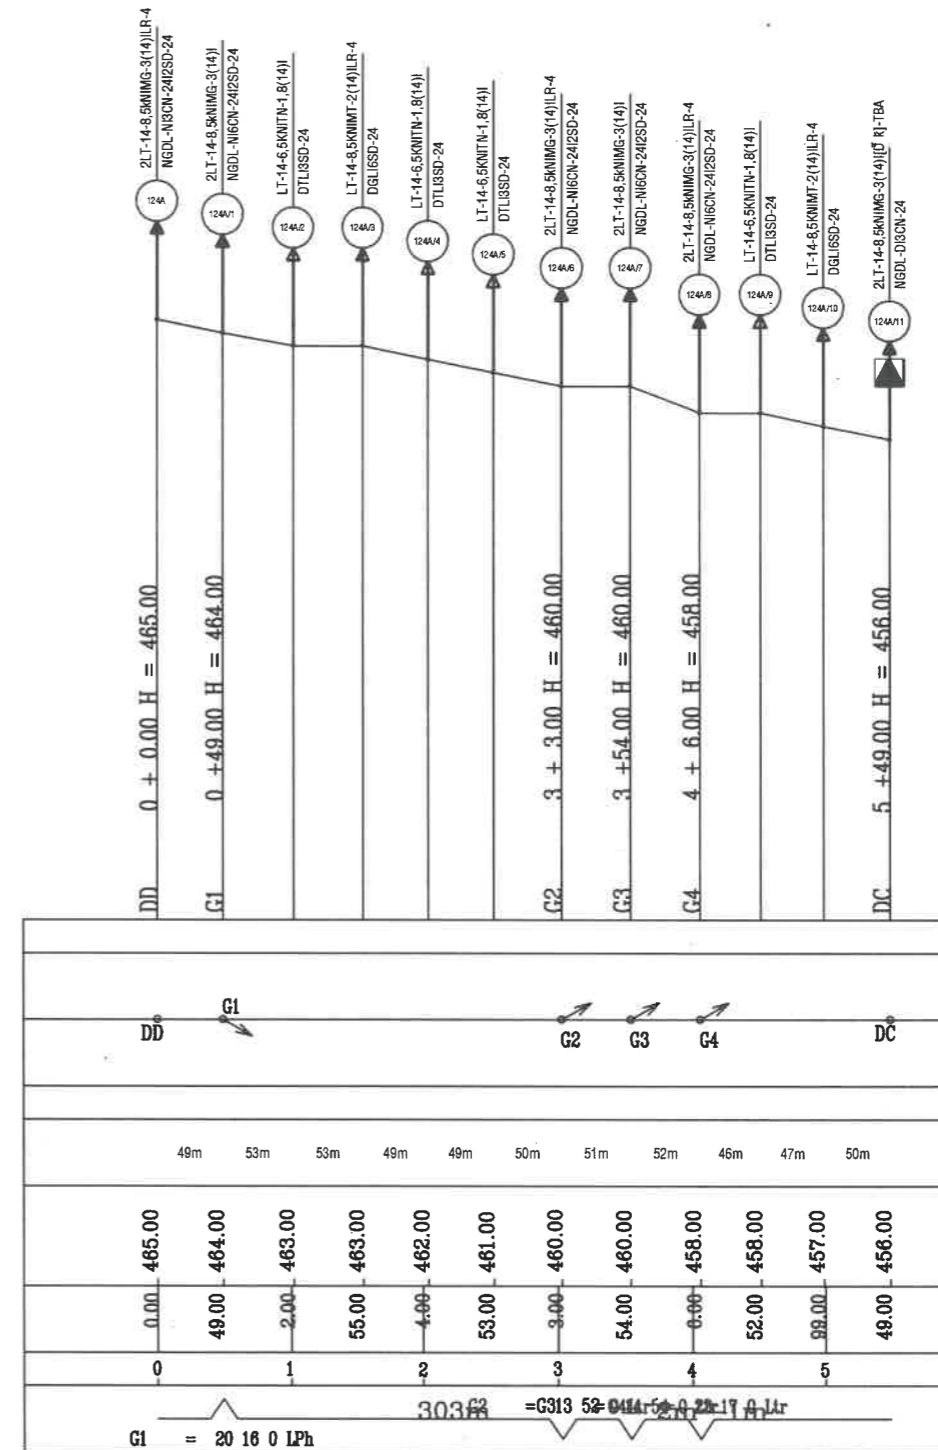 2LT-14-8,5kNIMG-3(14)ILR-4
NGDL-NI3CN-24I2SD-24
124A
2LT-14-8,5KNIMG-3(14)I
NGDL-NI6CN-24I2SD-24
124A/1
LT-14-6,5KNITN-1,8(14)I
DTLI3SD-24
124A/2
LT-14-8,5KNIMT-2(14)ILR-4
DGLI6SD-24
124A/3
LT-14-6,5KNITN-1,8(14)I
DTLI3SD-24
124A/4
LT-14-6,5KNITN-1,8(14)I
DTLI3SD-24
124A/5
2LT-14-8,5kNIMG-3(14)ILR-4
NGDL-NI6CN-24I2SD-24
124A/6
2LT-14-8,5kNIMG-3(14)I
NGDL-NI6CN-24I2SD-24
124A/7
2LT-14-8,5kNIMG-3(14)ILR-4
NGDL-NI6CN-24I2SD-24
124A/8
LT-14-6,5KNITN-1,8(14)I
DTLI3SD-24
124A/9
LT-14-8,5KNIMT-2(14)ILR-4
DGLI6SD-24
124A/10
NGDL-DI3CN-24
124A/11
DD 0 + 0.00 H = 465.00
G1 0 +49.00 H = 464.00
G2 3 + 3.00 H = 460.00
G3 3 +54.00 H = 460.00
G4 4 + 6.00 H = 458.00
DC 5 +49.00 H = 456.00
DD G1 G2 G3 G4 DC
49m 53m 53m 49m 49m 50m 51m 52m 46m 47m 50m
465.00 464.00 463.00 463.00 462.00 461.00 460.00 460.00 458.00 458.00 457.00 456.00
0.00 49.00 2.00 55.00 4.00 53.00 3.00 54.00 6.00 52.00 99.00 49.00
0 1 2 3 4 5
303m G2
G1 = 20 16 0 LPh